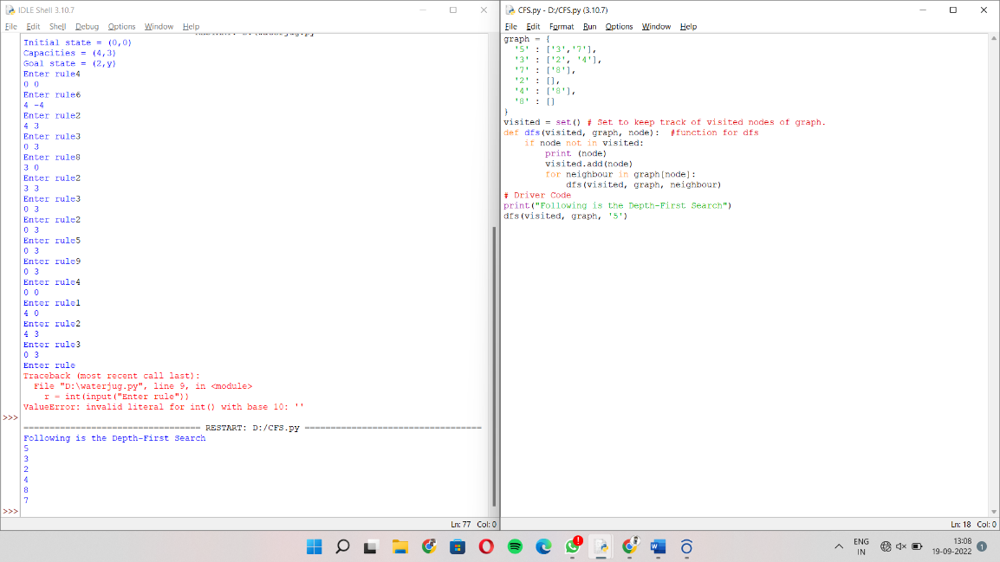 IDLE Shell 3.10.7
File Edit Shell Debug Options Window Help
Initial state = (0,0)
Capacities = (4,3)
Goal state = (2,y)
Enter rule4
0 0
Enter rule6
4 -4
Enter rule2
4 3
Enter rule3
0 3
Enter rule8
3 0
Enter rule2
3 3
Enter rule3
0 3
Enter rule2
0 3
Enter rule5
0 3
Enter rule9
0 3
Enter rule4
0 0
Enter rule1
4 0
Enter rule2
4 3
Enter rule3
0 3
Enter rule
Traceback (most recent call last):
  File "D:\waterjug.py", line 9, in <module>
    r = int(input("Enter rule"))
ValueError: invalid literal for int() with base 10: ''
>>>
================================== RESTART: D:/CFS.py ==================================
Following is the Depth-First Search
5
3
2
4
8
7
>>>
Ln: 77 Col: 0
CFS.py - D:/CFS.py (3.10.7)
File Edit Format Run Options Window Help
graph = {
  '5' : ['3','7'],
  '3' : ['2', '4'],
  '7' : ['8'],
  '2' : [],
  '4' : ['8'],
  '8' : []
}
visited = set() # Set to keep track of visited nodes of graph.
def dfs(visited, graph, node):  #function for dfs
    if node not in visited:
        print (node)
        visited.add(node)
        for neighbour in graph[node]:
            dfs(visited, graph, neighbour)
# Driver Code
print("Following is the Depth-First Search")
dfs(visited, graph, '5')
Ln: 18 Col: 0
ENG
IN
13:08
19-09-2022
1